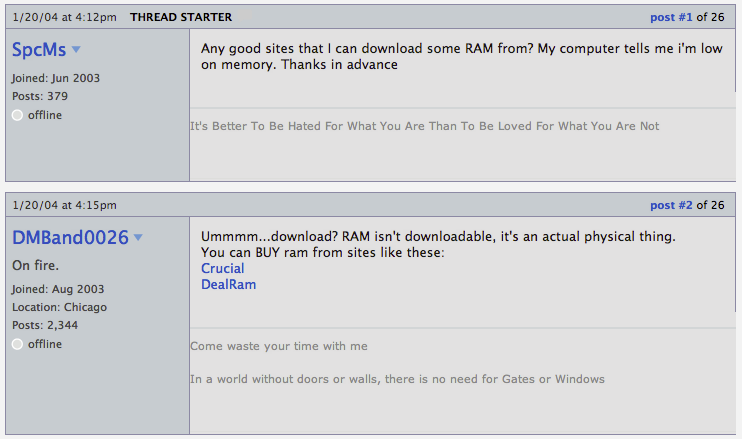 1/20/04 at 4:12pm THREAD STARTER post #1 of 26
SpcMs
Joined: Jun 2003
Posts: 379
offline
Any good sites that I can download some RAM from? My computer tells me i'm low
on memory. Thanks in advance
It's Better To Be Hated For What You Are Than To Be Loved For What You Are Not
1/20/04 at 4:15pm post #2 of 26
DMBand0026
On fire.
Joined: Aug 2003
Location: Chicago
Posts: 2,344
offline
Ummmm...download? RAM isn't downloadable, it's an actual physical thing.
You can BUY ram from sites like these:
Crucial
DealRam
Come waste your time with me
In a world without doors or walls, there is no need for Gates or Windows